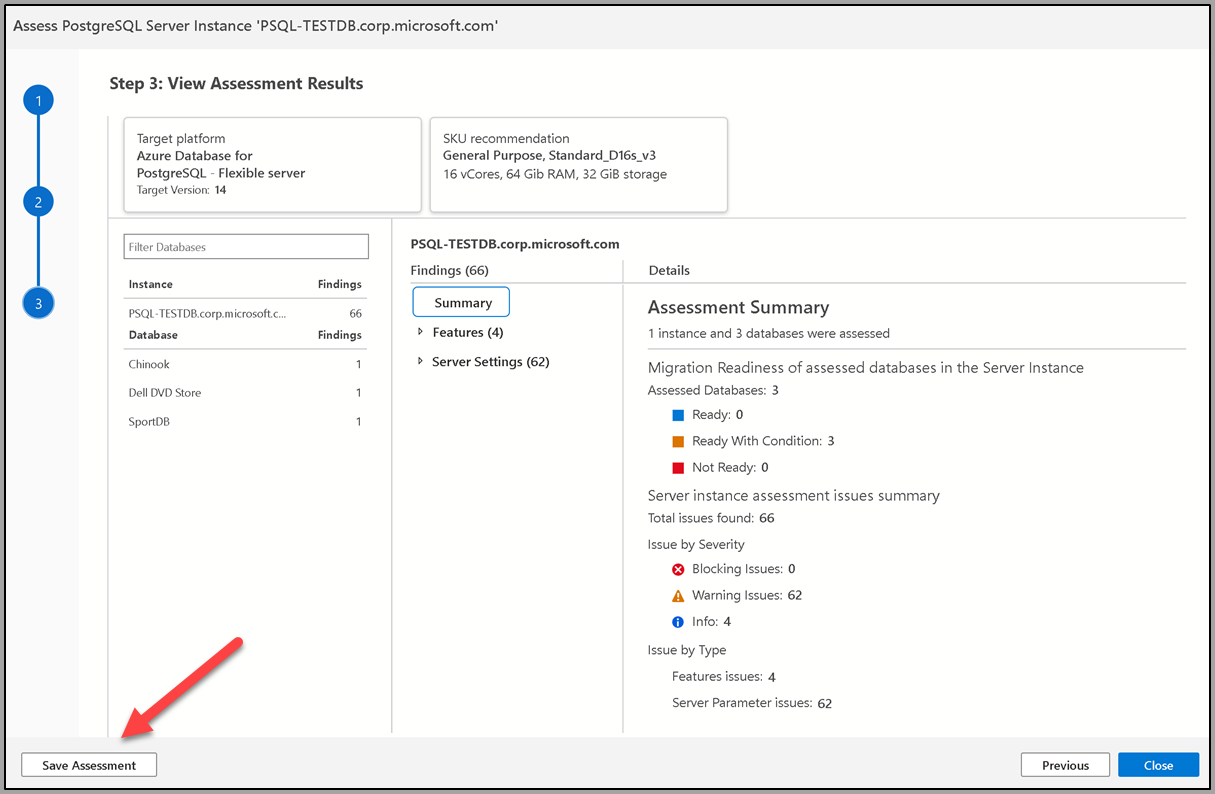 Assess PostgreSQL Server Instance 'PSQL-TESTDB.corp.microsoft.com'
1
2
3
Step 3: View Assessment Results
Target platform
Azure Database for
PostgreSQL - Flexible server
Target Version: 14
SKU recommendation
General Purpose, Standard_D16s_v3
16 vCores, 64 Gib RAM, 32 GiB storage
Filter Databases
Instance Findings
PSQL-TESTDB.corp.microsoft.c... 66
Database Findings
Chinook 1
Dell DVD Store 1
SportDB 1
PSQL-TESTDB.corp.microsoft.com
Findings (66)
Summary
Features (4)
Server Settings (62)
Details
Assessment Summary
1 instance and 3 databases were assessed
Migration Readiness of assessed databases in the Server Instance
Assessed Databases: 3
Ready: 0
Ready With Condition: 3
Not Ready: 0
Server instance assessment issues summary
Total issues found: 66
Issue by Severity
Blocking Issues: 0
Warning Issues: 62
Info: 4
Issue by Type
Features issues: 4
Server Parameter issues: 62
Save Assessment
Previous
Close